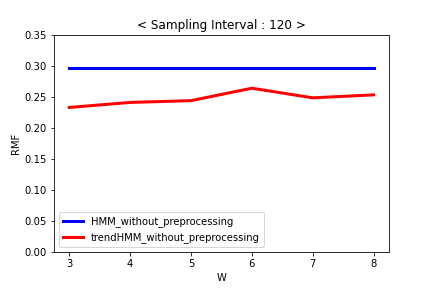 < Sampling Interval : 120 >
0.35
0.30
0.25
0.20
0.15
0.10
0.05
0.00
RMF
HMM_without_preprocessing
trendHMM_without_preprocessing
3 4 5 6 7 8
W